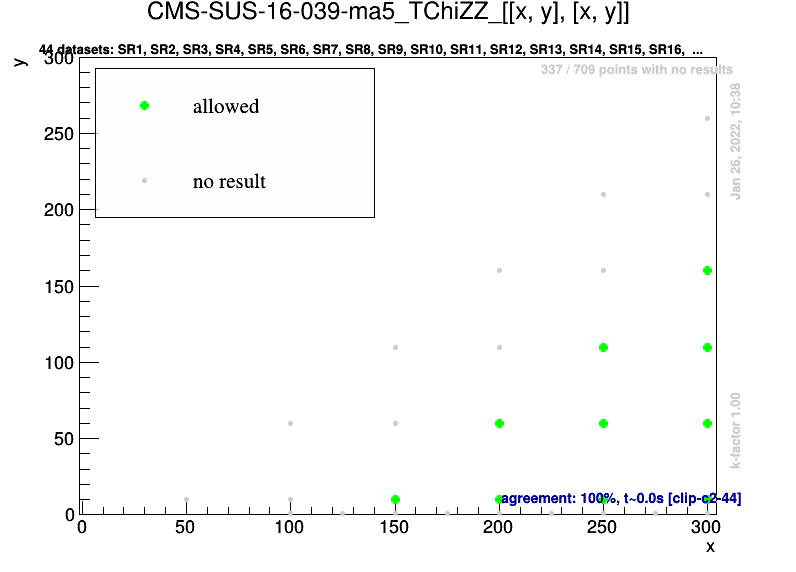 CMS-SUS-16-039-ma5_TChiZZ_[[x, y], [x, y]]
44 datasets: SR1, SR2, SR3, SR4, SR5, SR6, SR7, SR8, SR9, SR10, SR11, SR12, SR13, SR14, SR15, SR16, ...
y
337 / 709 points with no results
allowed
no result
Jan 26, 2022, 10:38
k-factor 1.00
300
250
200
150
100
50
0
agreement: 100%, t~0.0s [clip-c2-44]
0 50 100 150 200 250 300
x